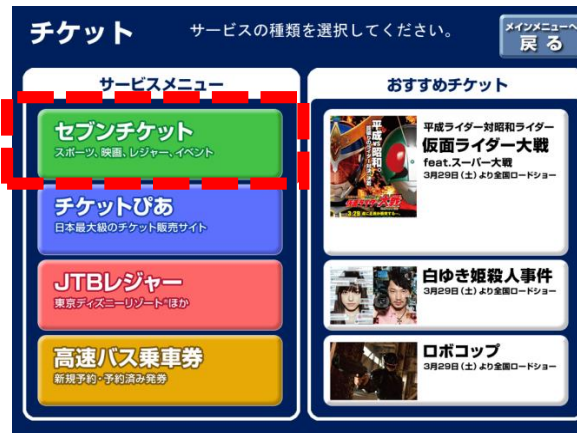 チケット
サービスの種類を選択してください。
メインメニューへ
戻る
サービスメニュー
セブンチケット
スポーツ、映画、レジャー、イベント
チケットぴあ
日本最大級のチケット販売サイト
JTBレジャー
東京ディズニーリゾート®ほか
高速バス乗車券
新規予約・予約済み発券
おすすめチケット
平成ライダー対昭和ライダー
仮面ライダー大戦
feat.スーパー大戦
3月29日(土)より全国ロードショー
白ゆき姫殺人事件
3月29日(土)より全国ロードショー
ロボコップ
3月29日(土)より全国ロードショー